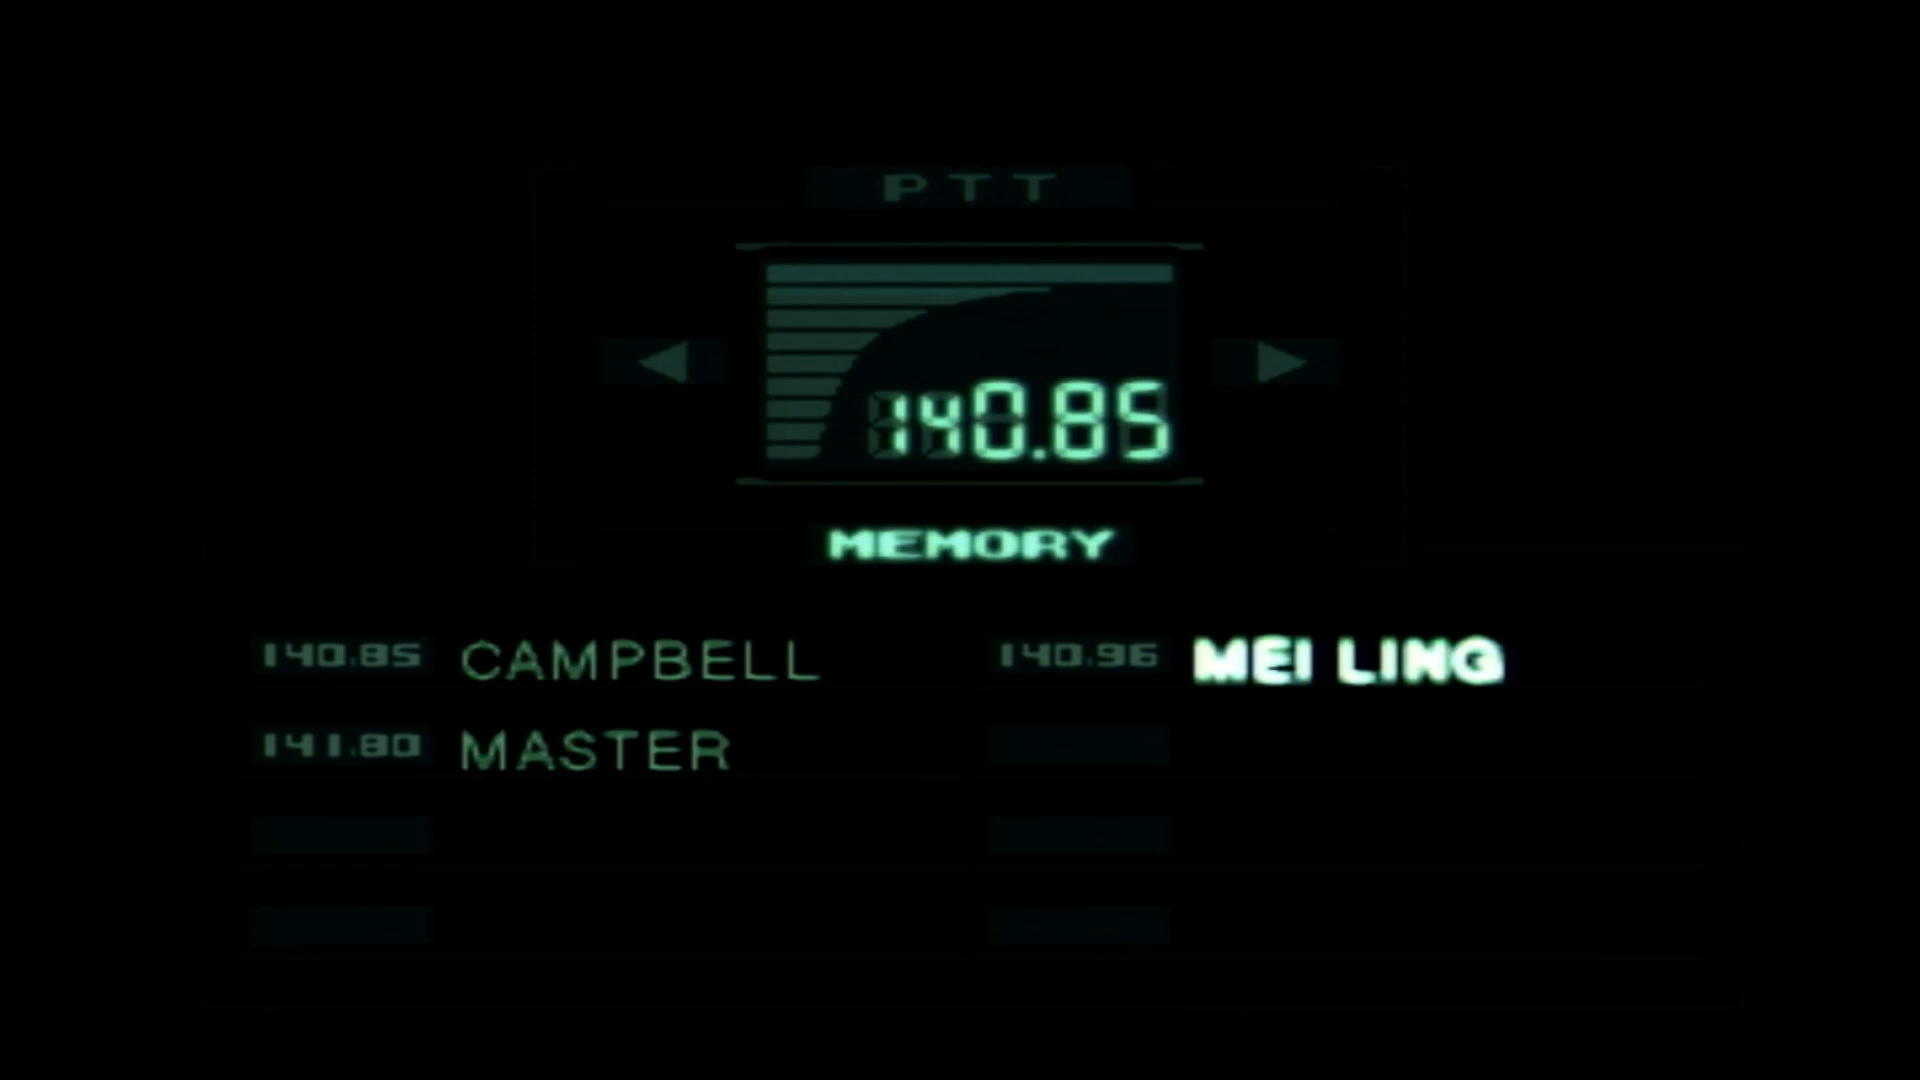 PTT
140.85
MEMORY
140.85 CAMPBELL 140.96 MEI LING
141.80 MASTER